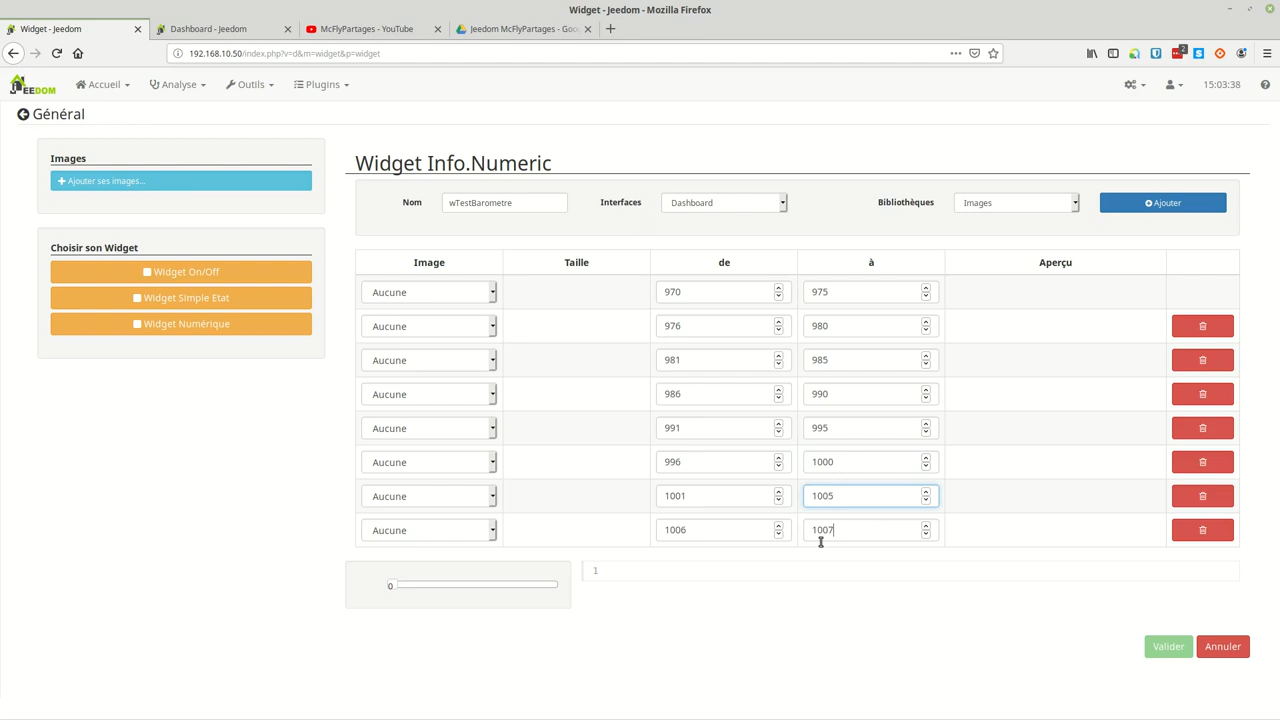 Widget - Jeedom - Mozilla Firefox
Widget - Jeedom
Dashboard - Jeedom
McFlyPartages - YouTube
Jeedom McFlyPartages - Goo
192.168.10.50/index.php?v=d&m=widget&p=widget
2
JEEDOM
Accueil
Analyse
Outils
Plugins
15:03:38
Général
Images
Ajouter ses images...
Choisir son Widget
Widget On/Off
Widget Simple Etat
Widget Numérique
Widget Info.Numeric
Nom wTestBarometre Interfaces Dashboard Bibliothèques Images Ajouter
Image Taille de à Aperçu
Aucune 970 975
Aucune 976 980
Aucune 981 985
Aucune 986 990
Aucune 991 995
Aucune 996 1000
Aucune 1001 1005
Aucune 1006 1007
0
1
Valider Annuler